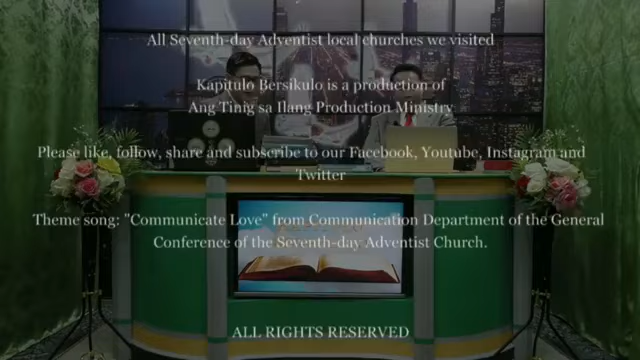 All Seventh-day Adventist local churches we visited
Kapitulo Bersikulo is a production of
Ang Tinig sa Ilang Production Ministry
Please like, follow, share and subscribe to our Facebook, Youtube, Instagram and
Twitter
Theme song: "Communicate Love" from Communication Department of the General
Conference of the Seventh-day Adventist Church.
ALL RIGHTS RESERVED